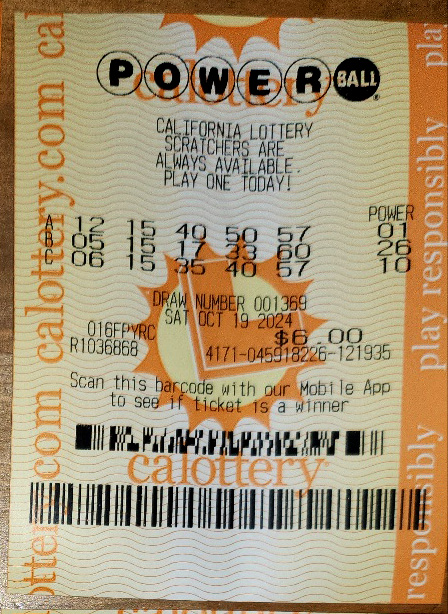 POWERBALL
CALIFORNIA LOTTERY
SCRATCHERS ARE
ALWAYS AVAILABLE.
PLAY ONE TODAY!
POWER
A 12 15 40 50 57 01
B 05 15 17 33 60 26
C 06 15 35 40 57 10
DRAW NUMBER 001369
SAT OCT 19 2024
016FPYRC $6.00
R1036868 4171-045918226-121935
Scan this barcode with our Mobile App
to see if ticket is a winner
calottery
calottery
calottery.com
play responsibly